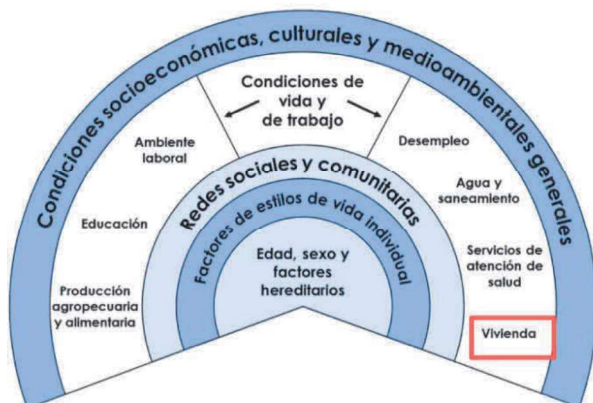 Condiciones socioeconómicas, culturales y medioambientales generales
Condiciones de
vida y
de trabajo
Ambiente
laboral
Desempleo
Redes sociales y comunitarias
Agua y
saneamiento
Educación
Factores de estilos de vida individual
Edad, sexo y
factores
hereditarios
Servicios de
atención de
salud
Producción
agropecuaria
y alimentaria
Vivienda